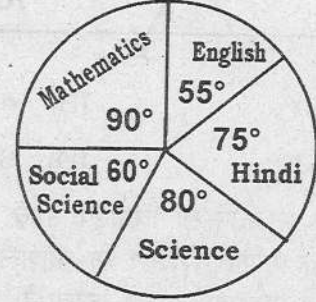 English
55°
Mathematics
90°
75°
Hindi
Social 60°
Science
80°
Science